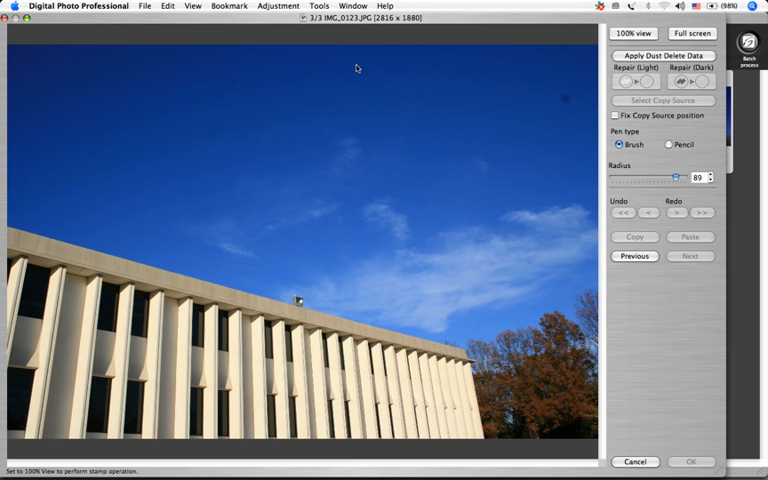 Digital Photo Professional File Edit View Bookmark Adjustment Tools Window Help (98%)
3/3 IMG_0123.JPG [2816 x 1880]
100% view Full screen
Batch process
Apply Dust Delete Data
Repair (Light) Repair (Dark)
Select Copy Source
Fix Copy Source position
Pen type
Brush Pencil
Radius
89
Undo Redo
<< < > >>
Copy Paste
Previous Next
Cancel OK
Set to 100% View to perform stamp operation.